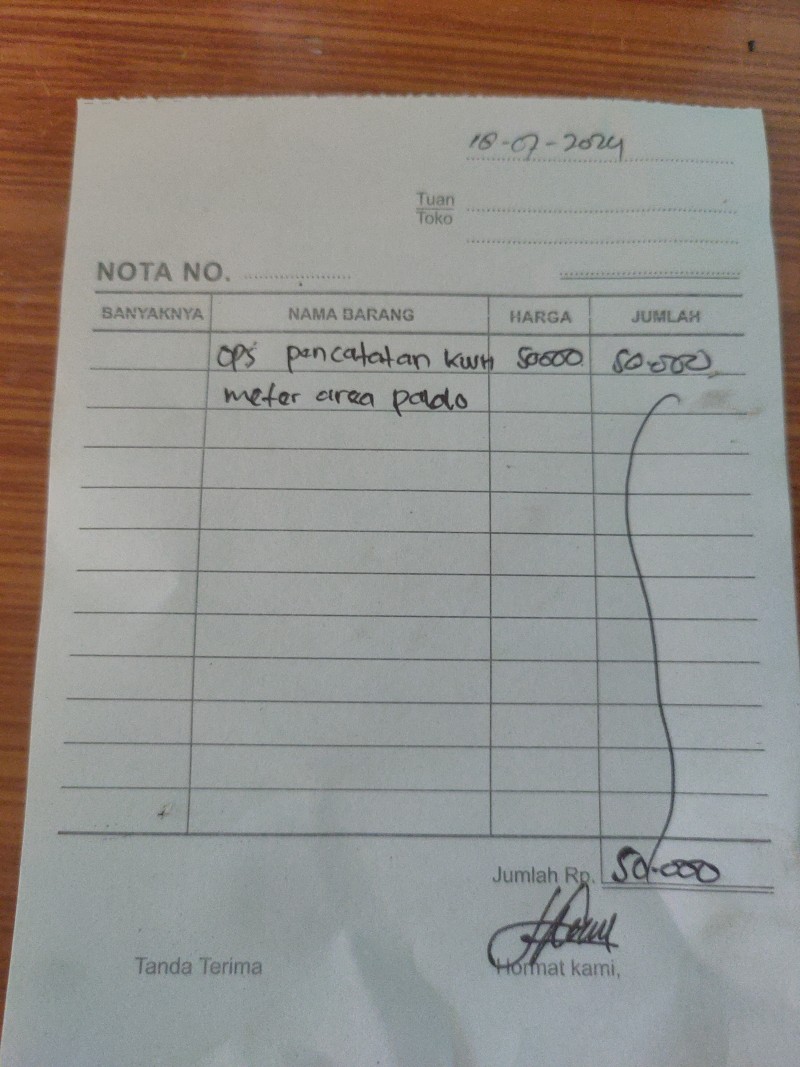 18-07-2024
Tuan
Toko
NOTA NO.
BANYAKNYA NAMA BARANG HARGA JUMLAH
ops pencatatan kwh 50000 50.000
meter area
Jumlah Rp. 50.000
Tanda Terima Hormat kami,